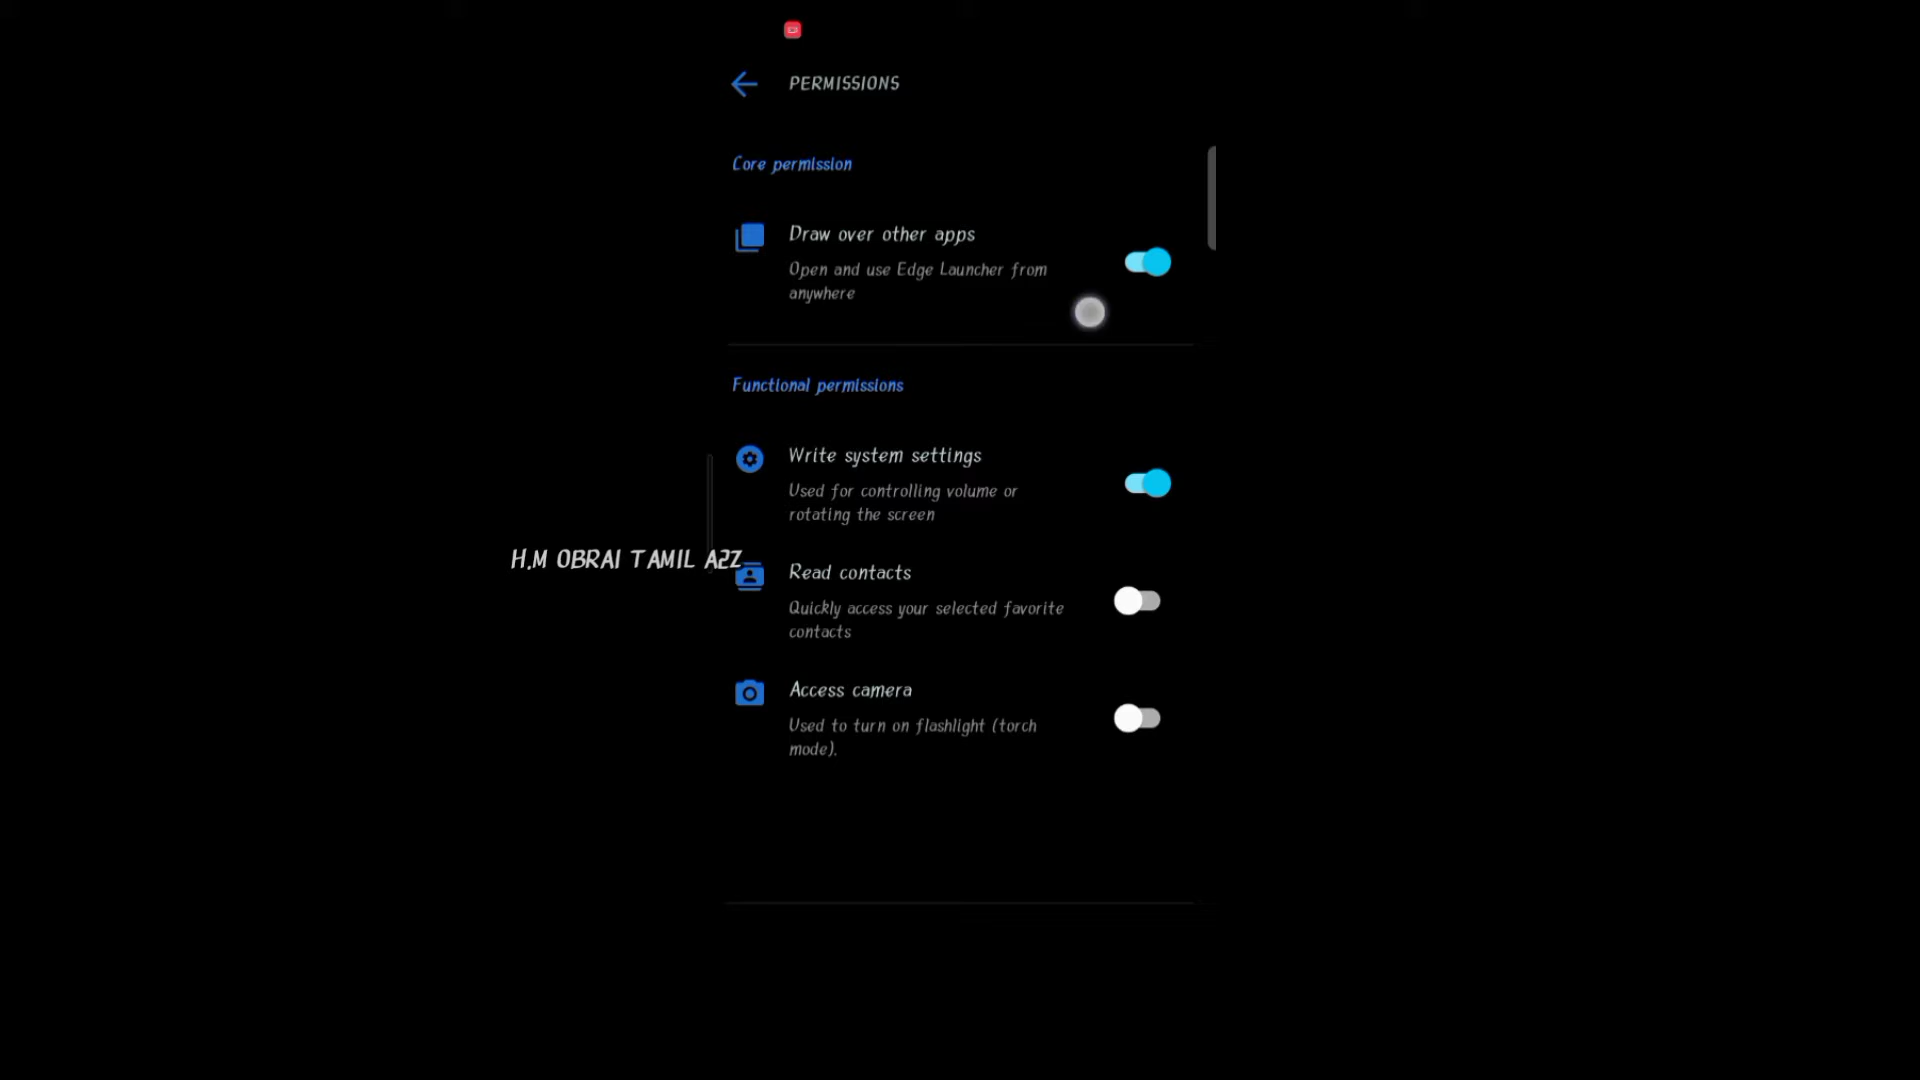 PERMISSIONS
Core permission
Draw over other apps
Open and use Edge Launcher from
anywhere
Functional permissions
Write system settings
Used for controlling volume or
rotating the screen
H.M OBRAI TAMIL A2Z
Read contacts
Quickly access your selected favorite
contacts
Access camera
Used to turn on flashlight (torch
mode).